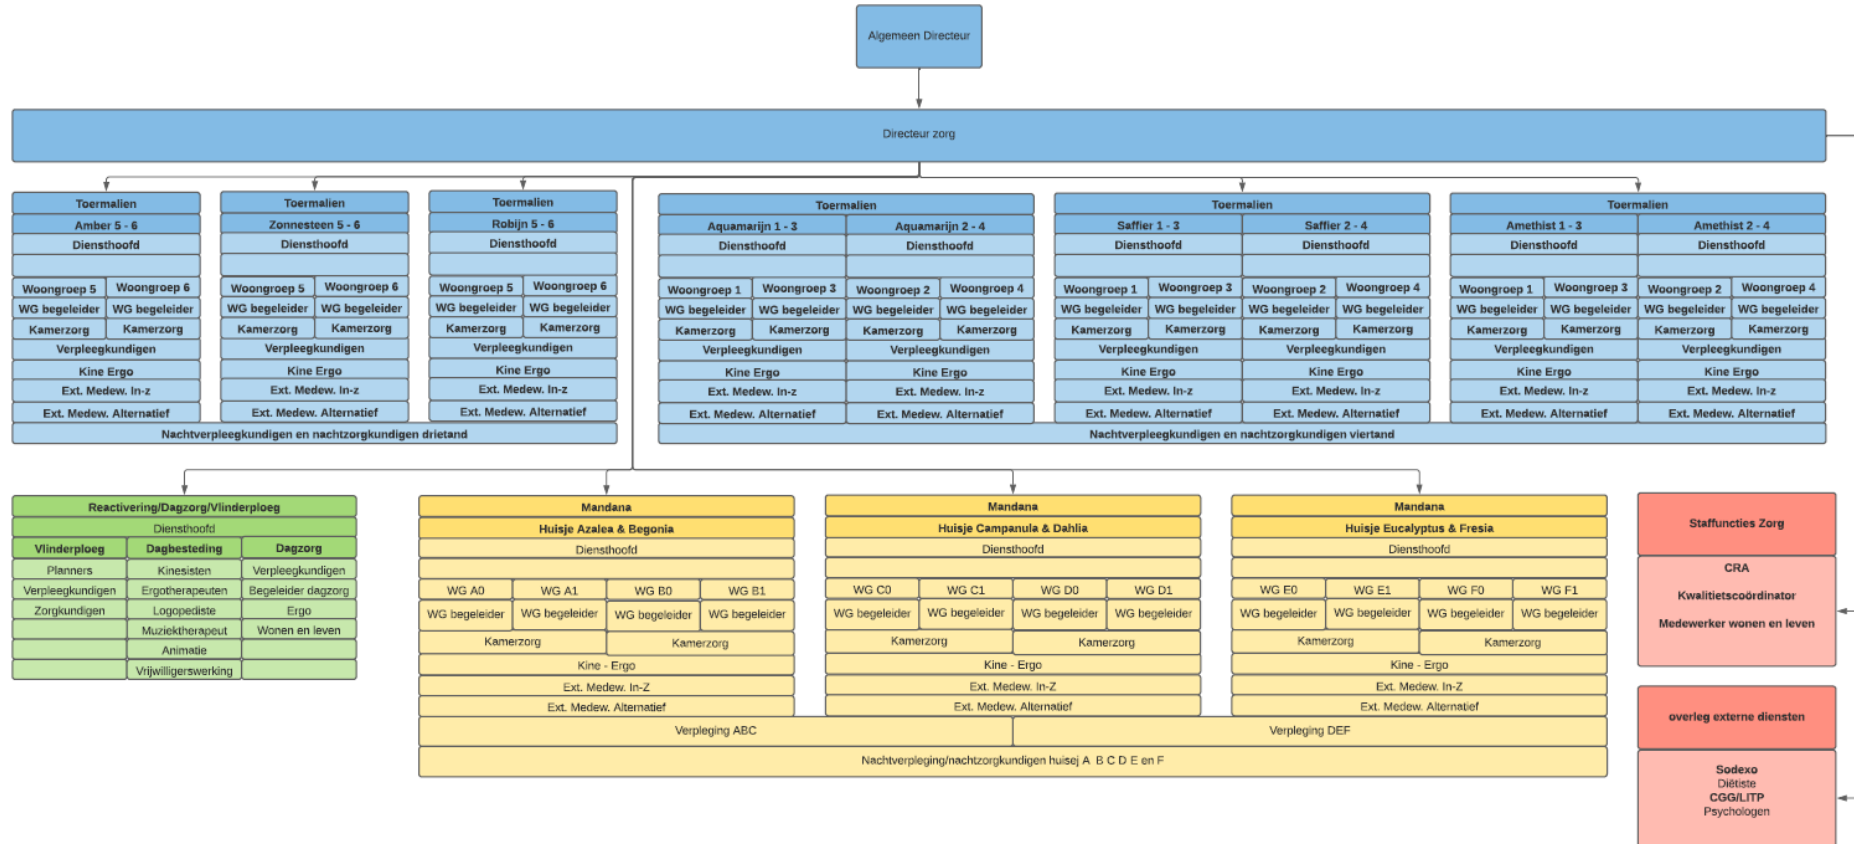 Algemeen Directeur
Directeur zorg
Toermalien
Amber 5 - 6
Diensthoofd
Woongroep 5 Woongroep 6
WG begeleider WG begeleider
Kamerzorg Kamerzorg
Verpleegkundigen
Kine Ergo
Ext. Medew. In-z
Ext. Medew. Alternatief
Toermalien
Zonnesteen 5 - 6
Diensthoofd
Woongroep 5 Woongroep 6
WG begeleider WG begeleider
Kamerzorg Kamerzorg
Verpleegkundigen
Kine Ergo
Ext. Medew. In-z
Ext. Medew. Alternatief
Toermalien
Robijn 5 - 6
Diensthoofd
Woongroep 5 Woongroep 6
WG begeleider WG begeleider
Kamerzorg Kamerzorg
Verpleegkundigen
Kine Ergo
Ext. Medew. In-z
Ext. Medew. Alternatief
Nachtverpleegkundigen en nachtzorgkundigen drietand
Toermalien
Aquamarijn 1 - 3 Aquamarijn 2 - 4
Diensthoofd Diensthoofd
Woongroep 1 Woongroep 3 Woongroep 2 Woongroep 4
WG begeleider WG begeleider WG begeleider WG begeleider
Kamerzorg Kamerzorg Kamerzorg Kamerzorg
Verpleegkundigen Verpleegkundigen
Kine Ergo Kine Ergo
Ext. Medew. In-z Ext. Medew. In-z
Ext. Medew. Alternatief Ext. Medew. Alternatief
Toermalien
Saffier 1 - 3 Saffier 2 - 4
Diensthoofd Diensthoofd
Woongroep 1 Woongroep 3 Woongroep 2 Woongroep 4
WG begeleider WG begeleider WG begeleider WG begeleider
Kamerzorg Kamerzorg Kamerzorg Kamerzorg
Verpleegkundigen Verpleegkundigen
Kine Ergo Kine Ergo
Ext. Medew. In-z Ext. Medew. In-z
Ext. Medew. Alternatief Ext. Medew. Alternatief
Toermalien
Amethist 1 - 3 Amethist 2 - 4
Diensthoofd Diensthoofd
Woongroep 1 Woongroep 3 Woongroep 2 Woongroep 4
WG begeleider WG begeleider WG begeleider WG begeleider
Kamerzorg Kamerzorg Kamerzorg Kamerzorg
Verpleegkundigen Verpleegkundigen
Kine Ergo Kine Ergo
Ext. Medew. In-z Ext. Medew. In-z
Ext. Medew. Alternatief Ext. Medew. Alternatief
Nachtverpleegkundigen en nachtzorgkundigen viertand
Reactivering/Dagzorg/Vlinderploeg
Diensthoofd
Vlinderploeg Dagbesteding Dagzorg
Planners Kinesisten Verpleegkundigen
Verpleegkundigen Ergotherapeuten Begeleider dagzorg
Zorgkundigen Logopediste Ergo
Muziektherapeut Wonen en leven
Animatie
Vrijwilligerswerking
Mandana
Huisje Azalea & Begonia
Diensthoofd
WG A0 WG A1 WG B0 WG B1
WG begeleider WG begeleider WG begeleider WG begeleider
Kamerzorg Kamerzorg
Kine - Ergo
Ext. Medew. In-Z
Ext. Medew. Alternatief
Mandana
Huisje Campanula & Dahlia
Diensthoofd
WG C0 WG C1 WG D0 WG D1
WG begeleider WG begeleider WG begeleider WG begeleider
Kamerzorg Kamerzorg
Kine - Ergo
Ext. Medew. In-Z
Ext. Medew. Alternatief
Mandana
Huisje Eucalyptus & Fresia
Diensthoofd
WG E0 WG E1 WG F0 WG F1
WG begeleider WG begeleider WG begeleider WG begeleider
Kamerzorg Kamerzorg
Kine - Ergo
Ext. Medew. In-Z
Ext. Medew. Alternatief
Verpleging ABC Verpleging DEF
Nachtverpleging/nachtzorgkundigen huisej A B C D E en F
Staffuncties Zorg
CRA
Kwalitietscoördinator
Medewerker wonen en leven
overleg externe diensten
Sodexo
Diëtiste
CGG/LITP
Psychologen